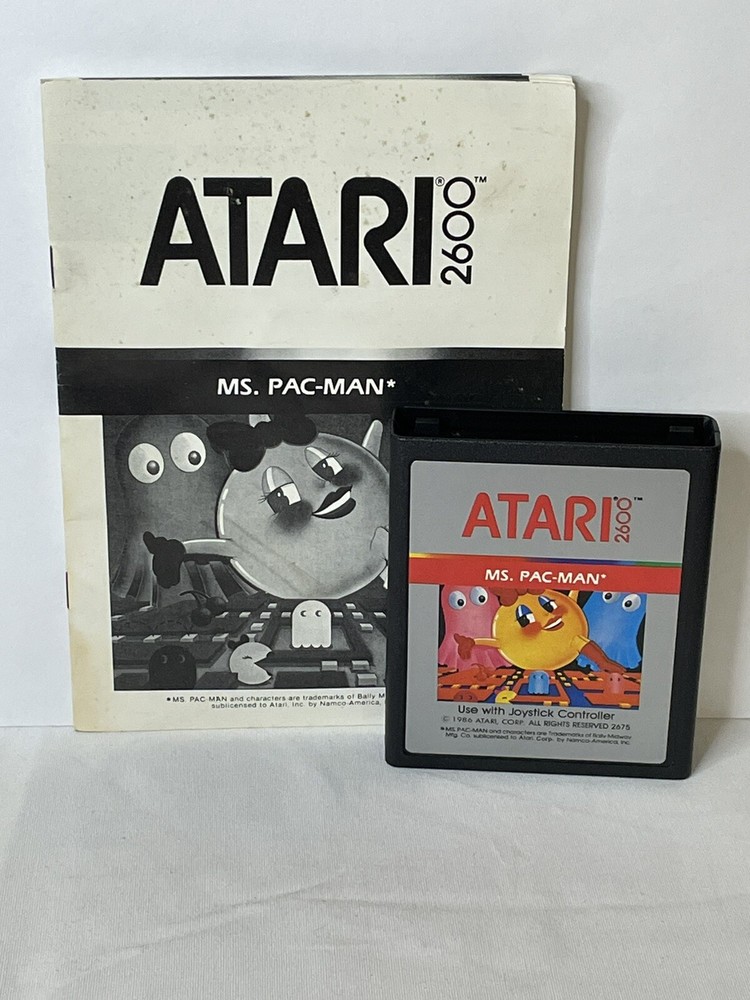 ATARI® 2600™
MS. PAC-MAN*
*MS. PAC-MAN and characters are trademarks of Bally M
sublicensed to Atari, Inc. by Namco-America,
ATARI 2600™
MS. PAC-MAN*
Use with Joystick Controller
© 1986 ATARI, CORP. ALL RIGHTS RESERVED 2675
*MS. PAC-MAN and characters are Trademarks of Bally Midway
Mfg. Co. sublicensed to Atari, Corp. by Namco-America, Inc.